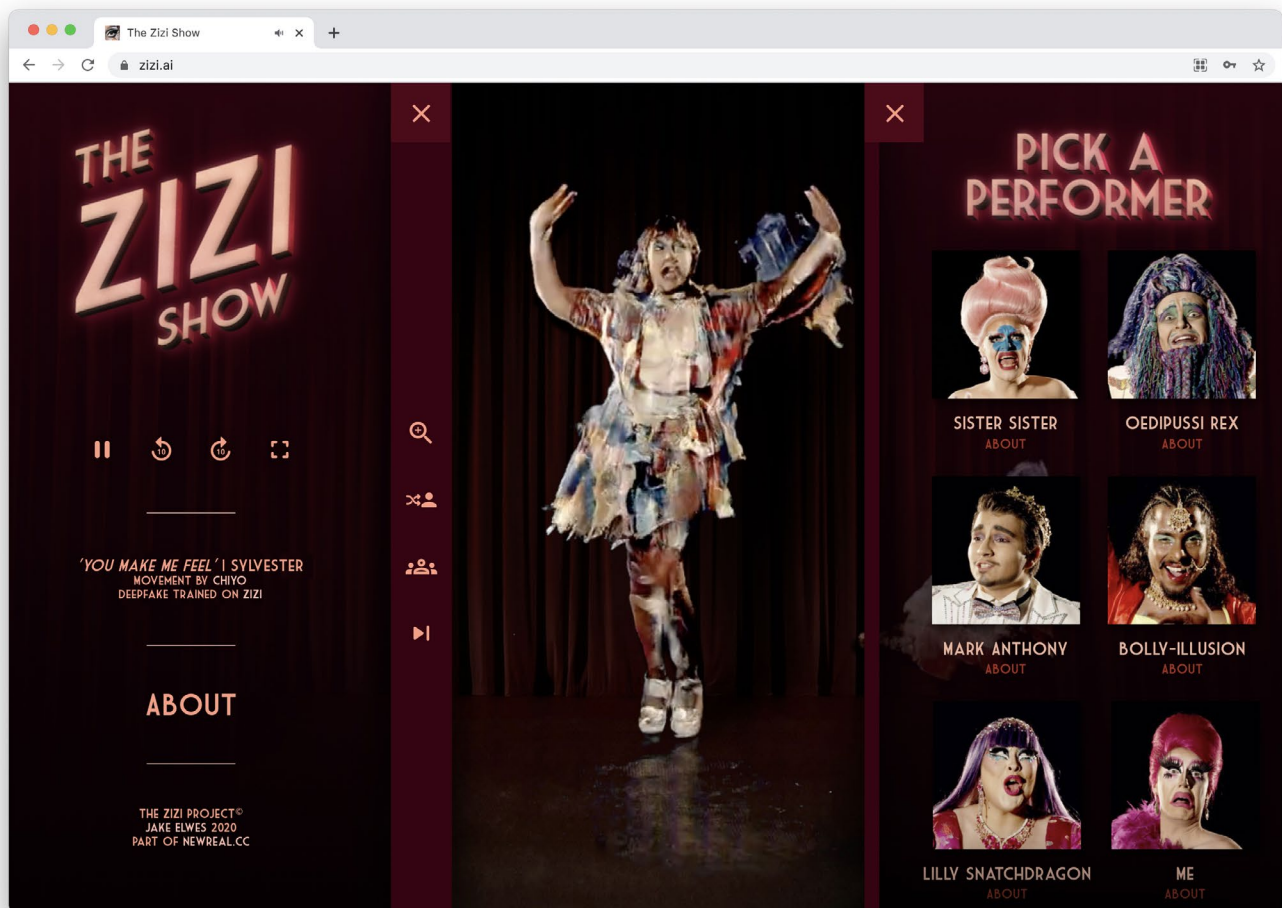 The Zizi Show
zizi.ai
THE
ZIZI
SHOW
10
10
'YOU MAKE ME FEEL' | SYLVESTER
MOVEMENT BY CHIYO
DEEPFAKE TRAINED ON ZIZI
ABOUT
THE ZIZI PROJECT©
JAKE ELWES 2020
PART OF NEWREAL.CC
PICK A
PERFORMER
SISTER SISTER
ABOUT
OEDIPUSSI REX
ABOUT
MARK ANTHONY
ABOUT
BOLLY-ILLUSION
ABOUT
LILLY SNATCHDRAGON
ABOUT
ME
ABOUT